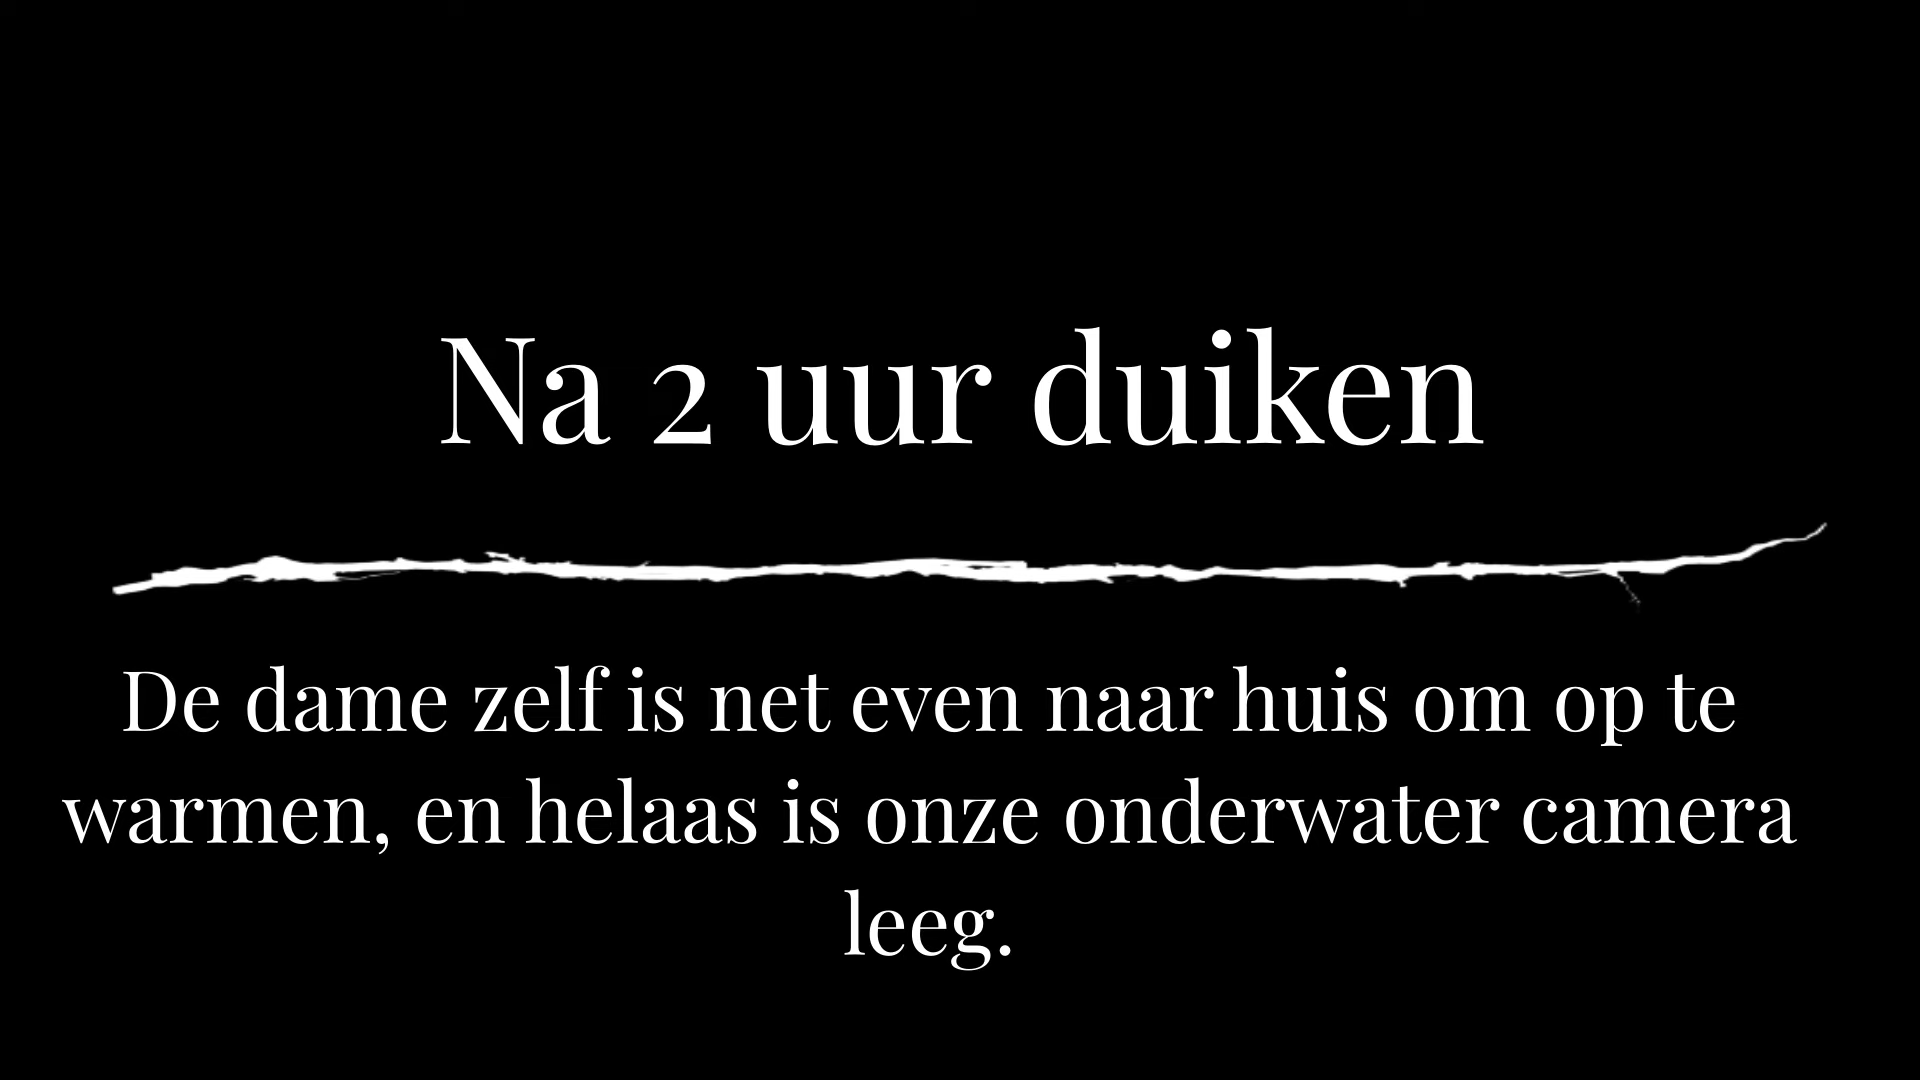 Na 2 uur duiken
De dame zelf is net even naar huis om op te
warmen, en helaas is onze onderwater camera
leeg.